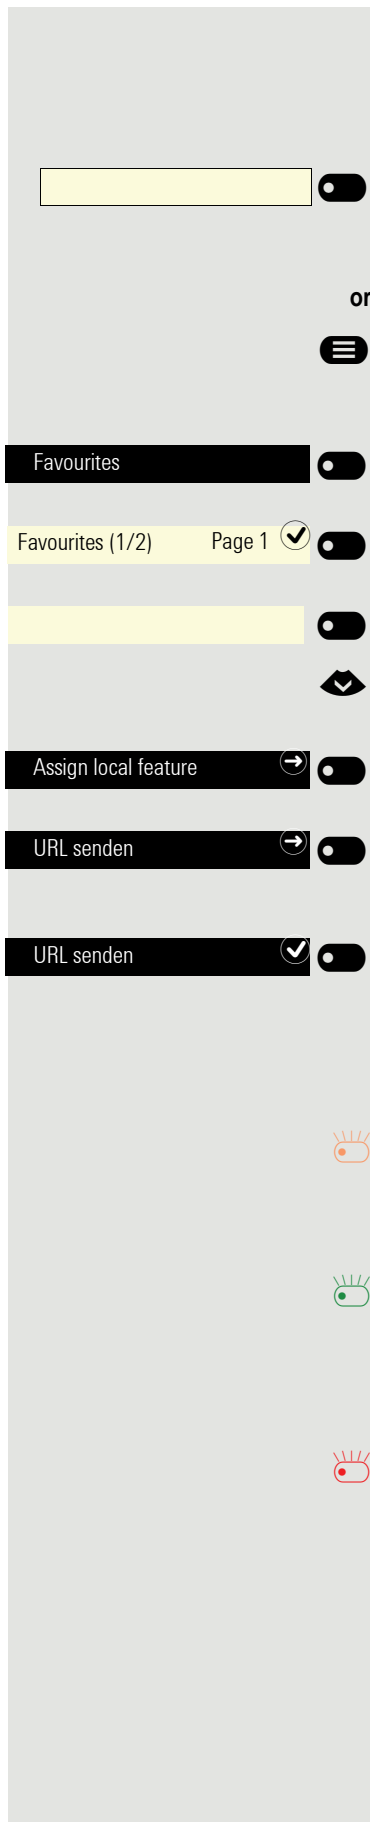 or
Favourites
Favourites (1/2) Page 1
Assign local feature
URL senden
URL senden